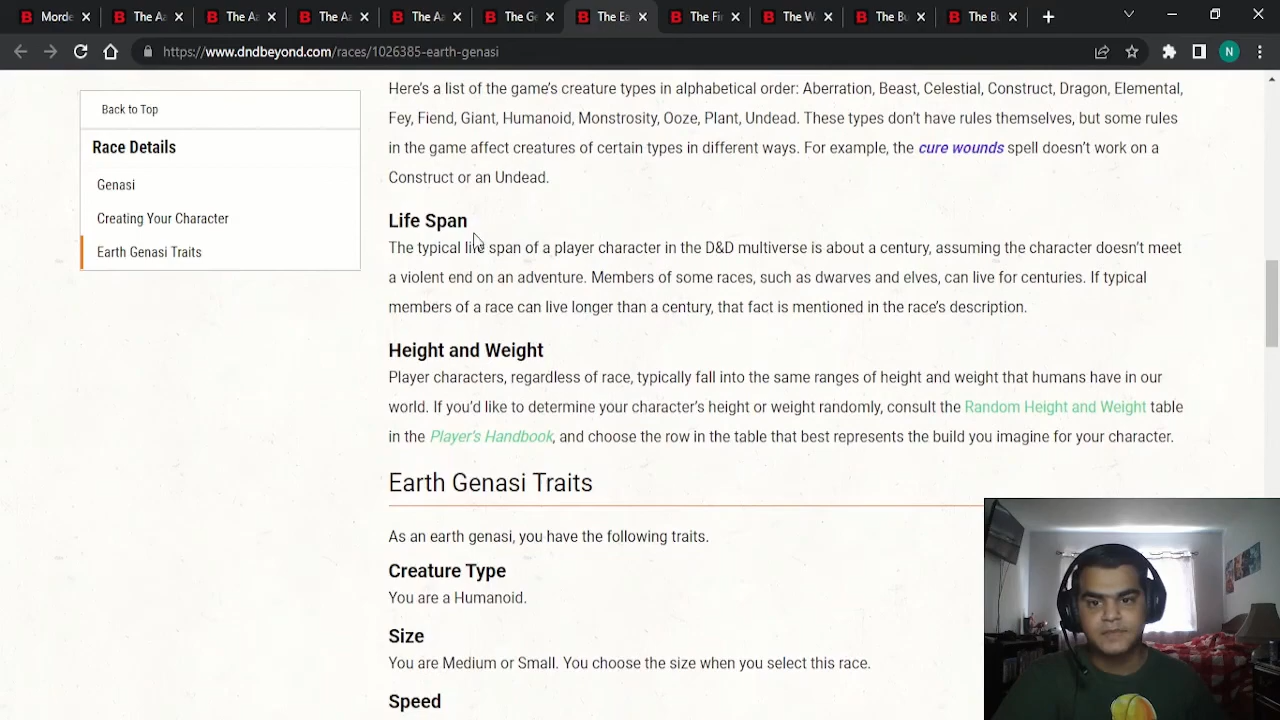 Morde
The Aa
The Aa
The Aa
The Aa
The Ge
The Ea
The Fir
The W
The Bu
The Bu
https://www.dndbeyond.com/races/1026385-earth-genasi
N
Back to Top
Race Details
Genasi
Creating Your Character
Earth Genasi Traits
Here's a list of the game's creature types in alphabetical order: Aberration, Beast, Celestial, Construct, Dragon, Elemental,
Fey, Fiend, Giant, Humanoid, Monstrosity, Ooze, Plant, Undead. These types don't have rules themselves, but some rules
in the game affect creatures of certain types in different ways. For example, the cure wounds spell doesn't work on a
Construct or an Undead.
Life Span
The typical life span of a player character in the D&D multiverse is about a century, assuming the character doesn't meet
a violent end on an adventure. Members of some races, such as dwarves and elves, can live for centuries. If typical
members of a race can live longer than a century, that fact is mentioned in the race's description.
Height and Weight
Player characters, regardless of race, typically fall into the same ranges of height and weight that humans have in our
world. If you'd like to determine your character's height or weight randomly, consult the Random Height and Weight table
in the Player's Handbook, and choose the row in the table that best represents the build you imagine for your character.
Earth Genasi Traits
As an earth genasi, you have the following traits.
Creature Type
You are a Humanoid.
Size
You are Medium or Small. You choose the size when you select this race.
Speed